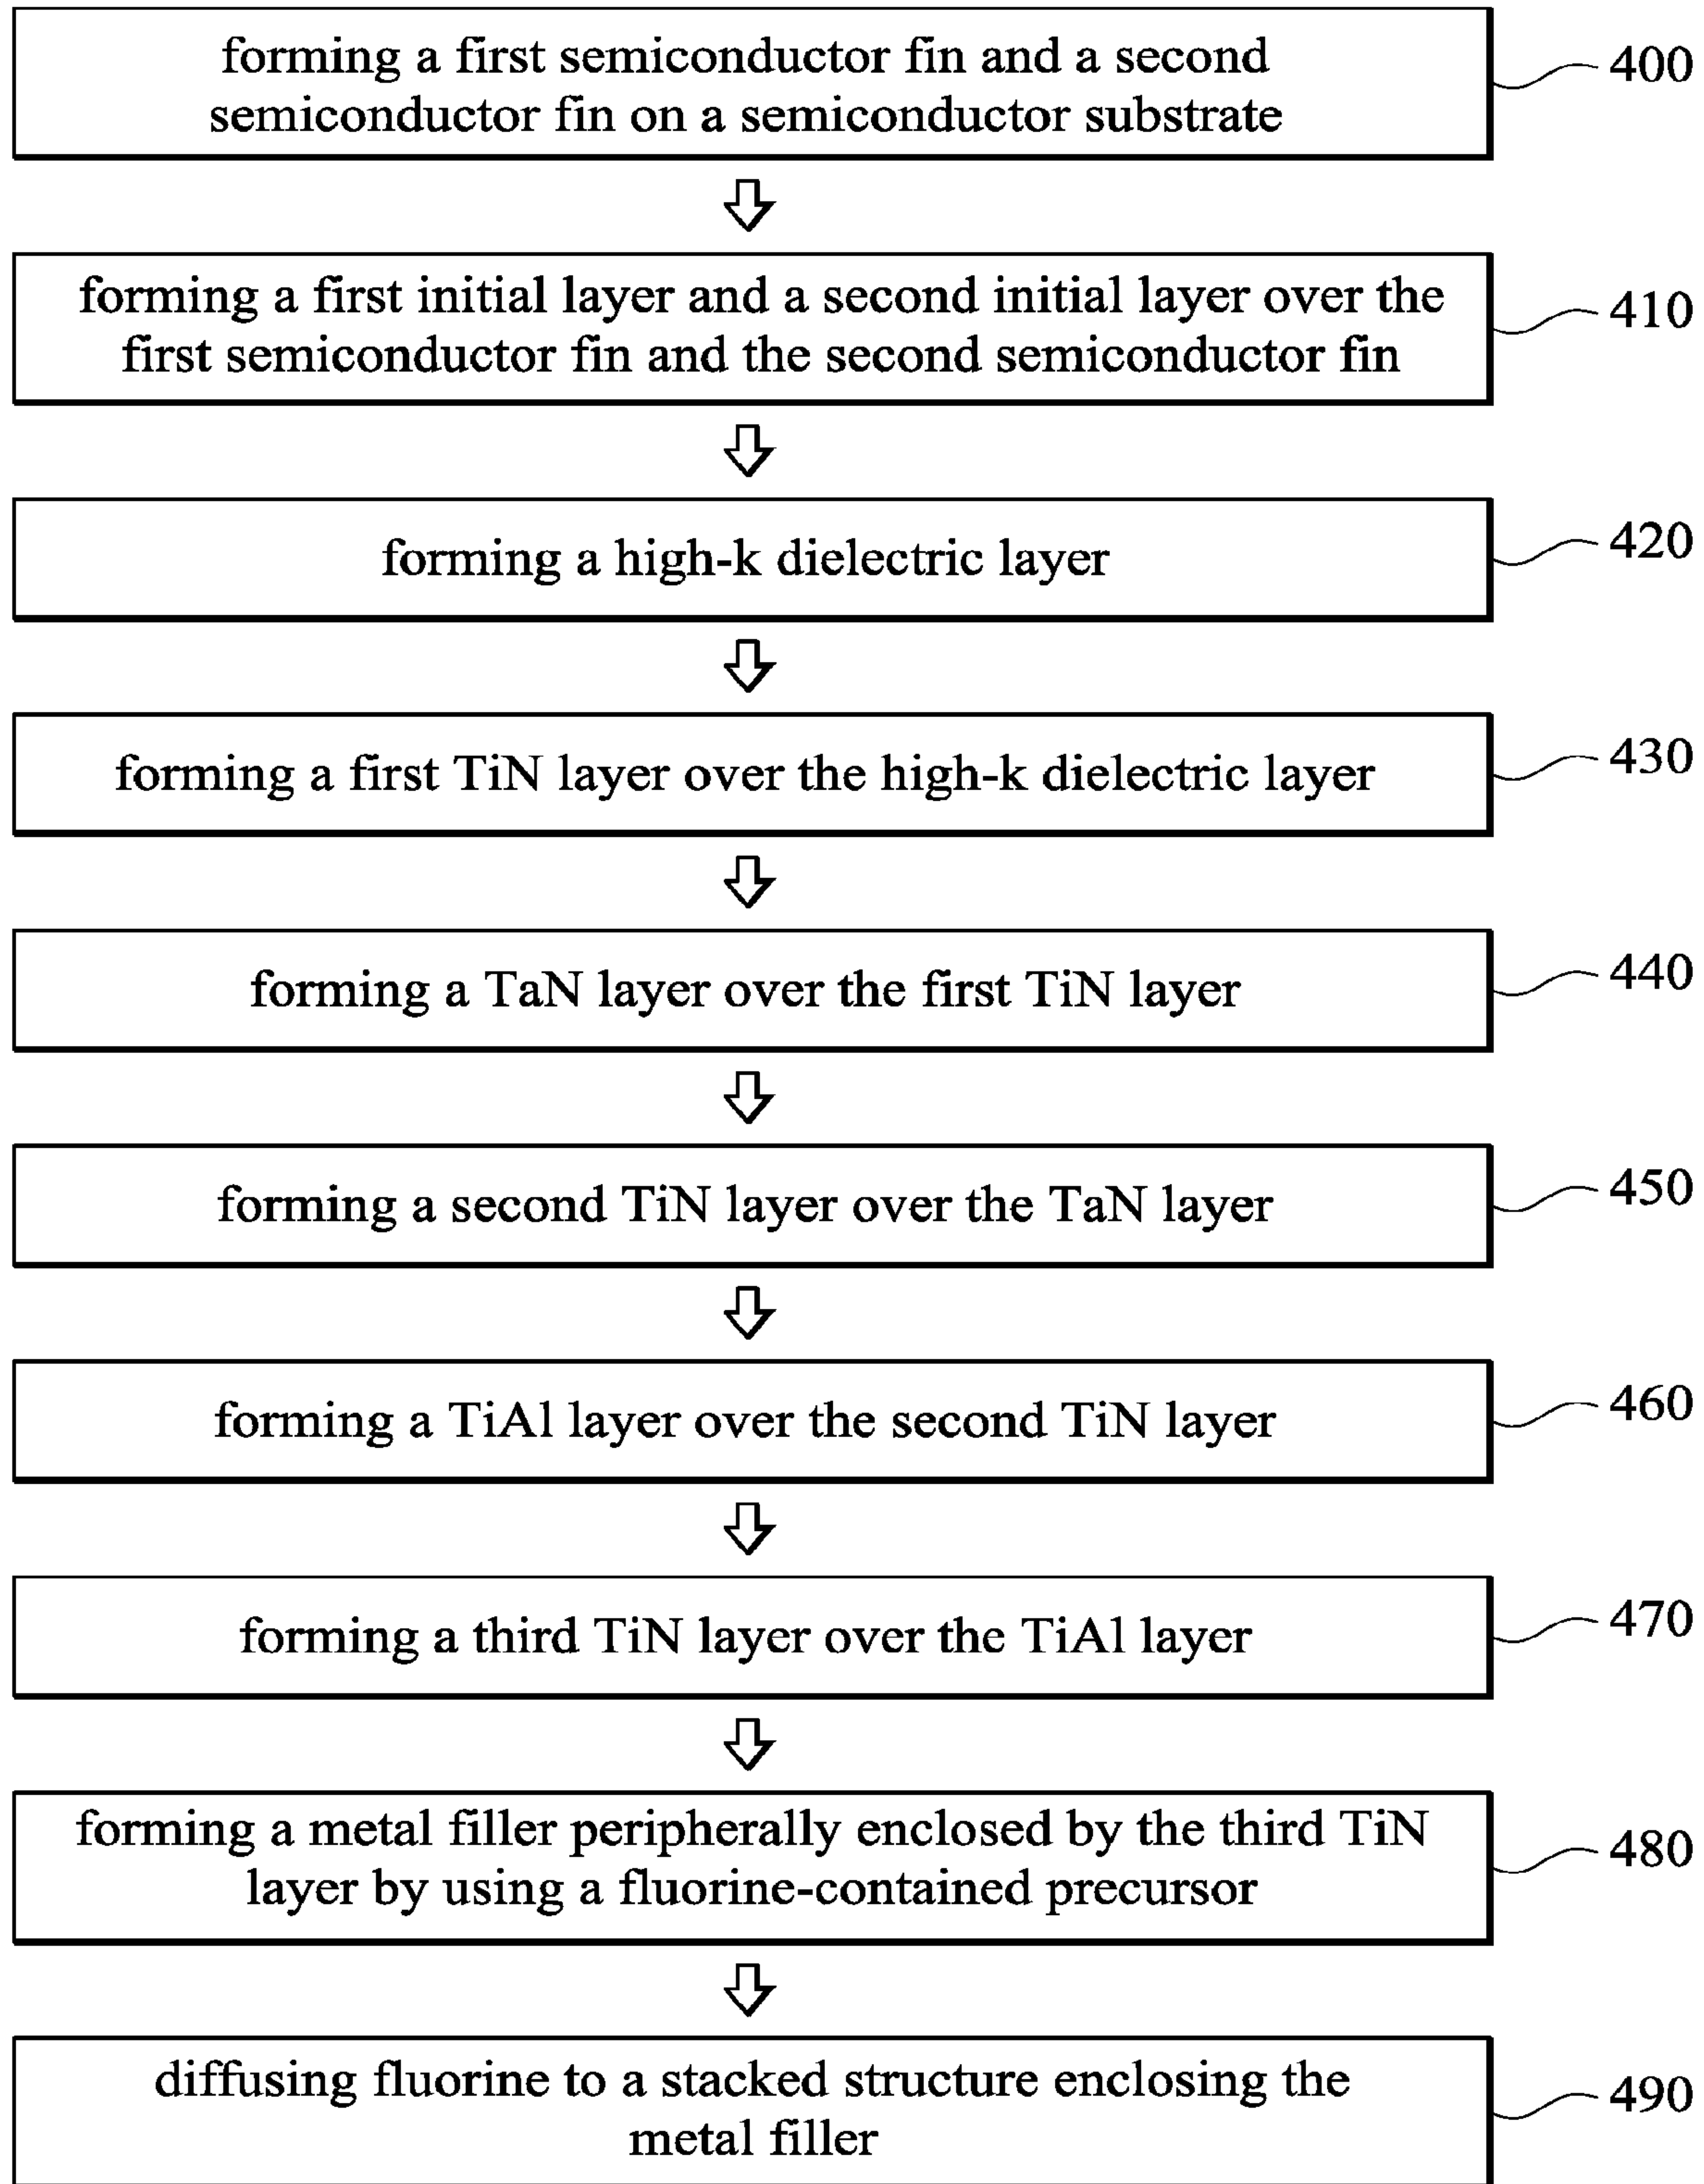 forming a first semiconductor fin and a second
semiconductor fin on a semiconductor substrate
400
forming a first initial layer and a second initial layer over the
first semiconductor fin and the second semiconductor fin
410
forming a high-k dielectric layer
420
forming a first TiN layer over the high-k dielectric layer
430
forming a TaN layer over the first TiN layer
440
forming a second TiN layer over the TaN layer
450
forming a TiAl layer over the second TiN layer
460
forming a third TiN layer over the TiAl layer
470
forming a metal filler peripherally enclosed by the third TiN
layer by using a fluorine-contained precursor
480
diffusing fluorine to a stacked structure enclosing the
metal filler
490